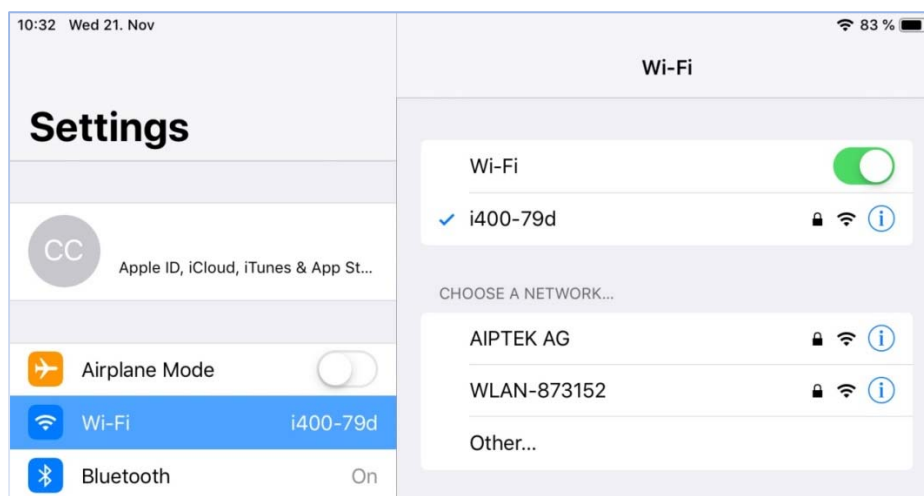 10:32 Wed 21. Nov
83 %
Settings
CC
Apple ID, iCloud, iTunes & App St...
Airplane Mode
Wi-Fi i400-79d
Bluetooth On
Wi-Fi
Wi-Fi
i400-79d
CHOOSE A NETWORK...
AIPTEK AG
WLAN-873152
Other...